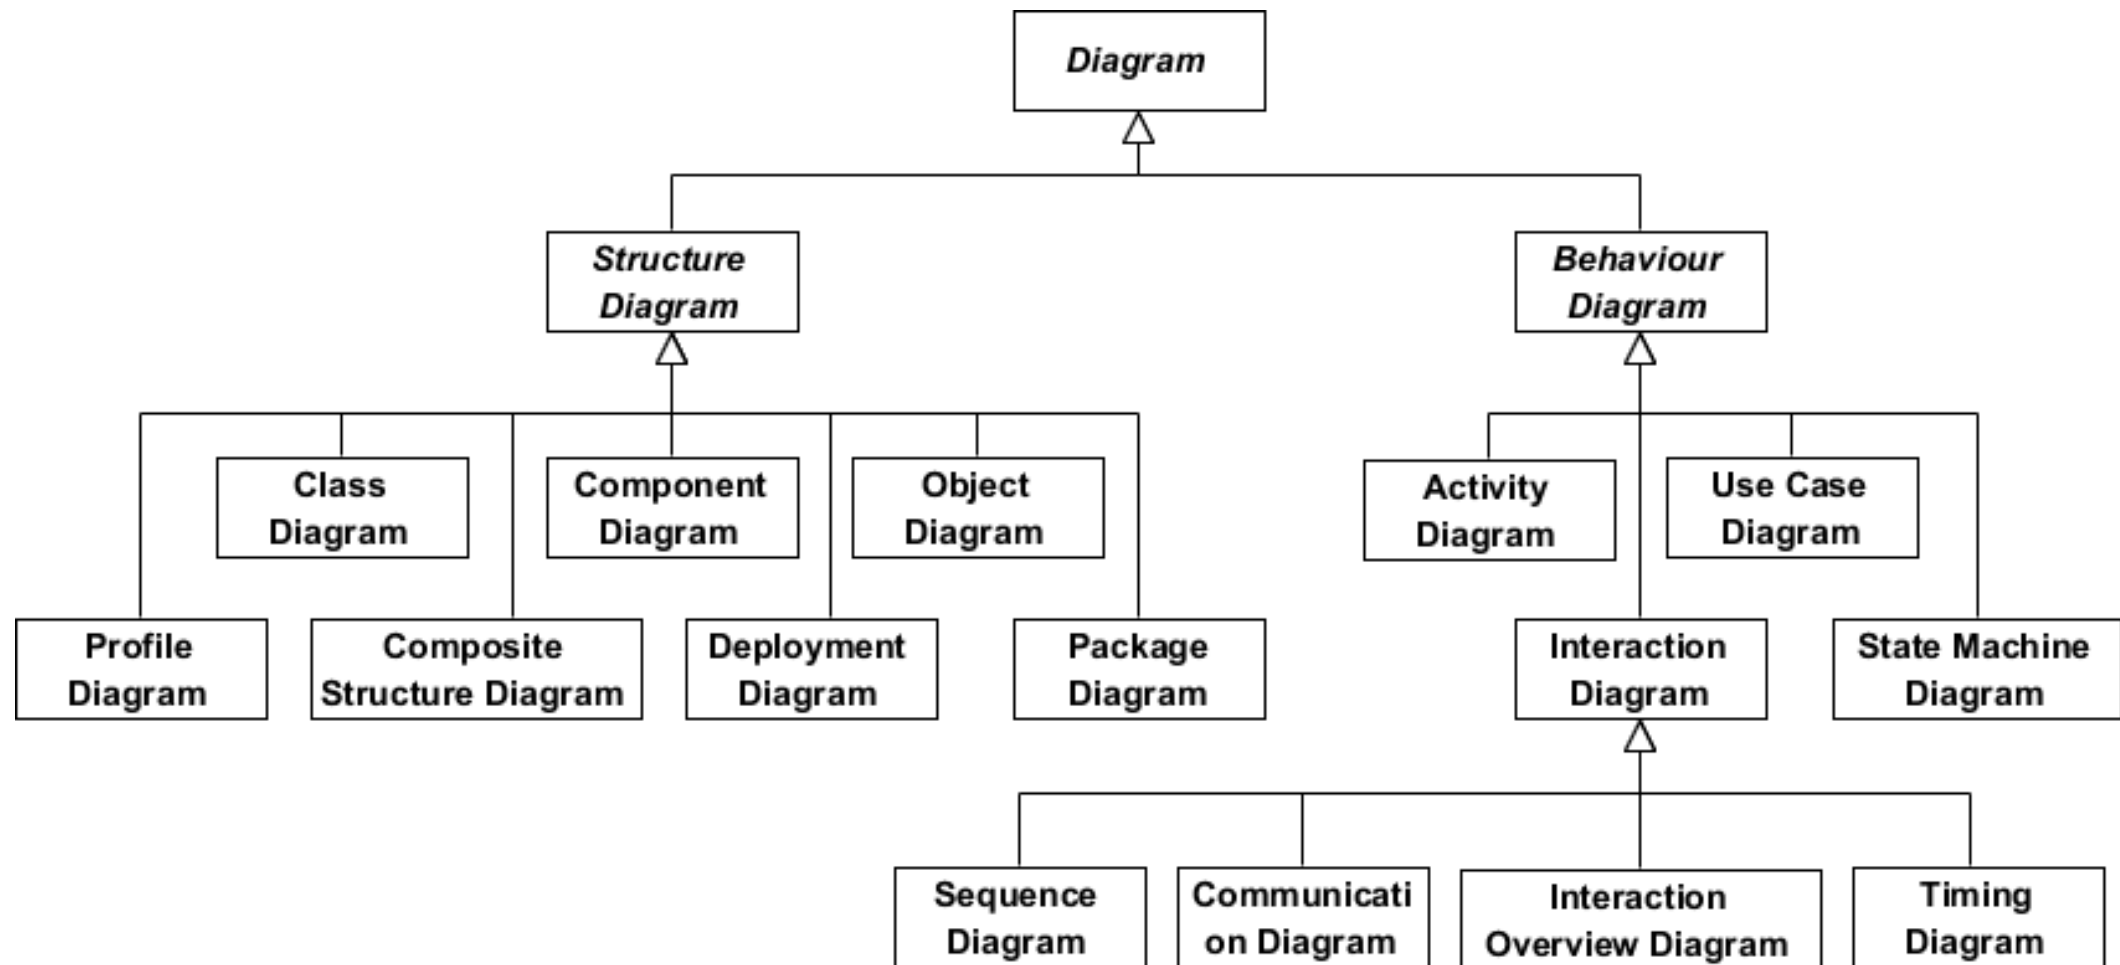 Diagram
Structure
Diagram
Behaviour
Diagram
Class
Diagram
Component
Diagram
Object
Diagram
Activity
Diagram
Use Case
Diagram
Profile
Diagram
Composite
Structure Diagram
Deployment
Diagram
Package
Diagram
Interaction
Diagram
State Machine
Diagram
Sequence
Diagram
Communicati
on Diagram
Interaction
Overview Diagram
Timing
Diagram